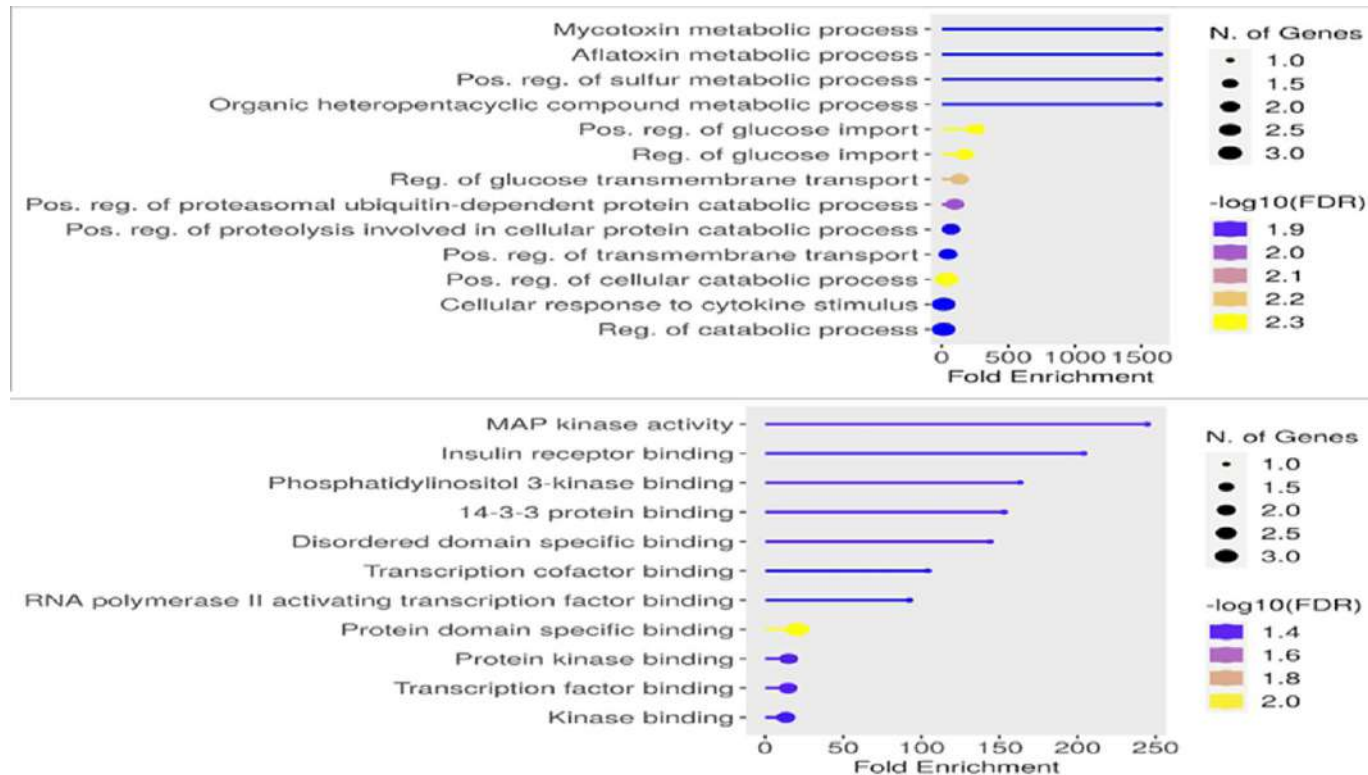 Mycotoxin metabolic process
Aflatoxin metabolic process
Pos. reg. of sulfur metabolic process
Organic heteropentacyclic compound metabolic process
Pos. reg. of glucose import
Reg. of glucose import
Reg. of glucose transmembrane transport
Pos. reg. of proteasomal ubiquitin-dependent protein catabolic process
Pos. reg. of proteolysis involved in cellular protein catabolic process
Pos. reg. of transmembrane transport
Pos. reg. of cellular catabolic process
Cellular response to cytokine stimulus
Reg. of catabolic process
0 500 1000 1500
Fold Enrichment
N. of Genes
1.0
1.5
2.0
2.5
3.0
-log10(FDR)
1.9
2.0
2.1
2.2
2.3
MAP kinase activity
Insulin receptor binding
Phosphatidylinositol 3-kinase binding
14-3-3 protein binding
Disordered domain specific binding
Transcription cofactor binding
RNA polymerase II activating transcription factor binding
Protein domain specific binding
Protein kinase binding
Transcription factor binding
Kinase binding
0 50 100 150 200 250
Fold Enrichment
N. of Genes
1.0
1.5
2.0
2.5
3.0
-log10(FDR)
1.4
1.6
1.8
2.0